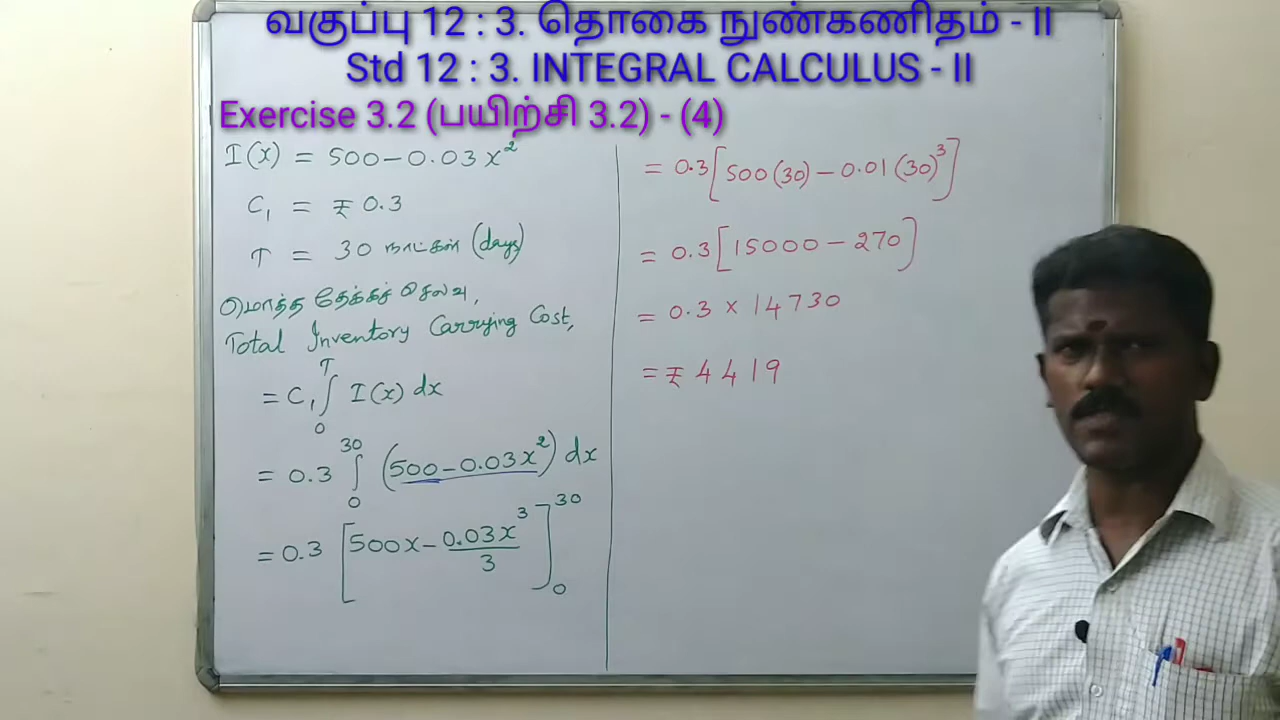 வகுப்பு 12 : 3. தொகை நுண்கணிதம் - II
Std 12 : 3. INTEGRAL CALCULUS - II
Exercise 3.2 (பயிற்சி 3.2) - (4)
I(x) = 500 - 0.03 x²
C₁ = ₹ 0.3
T = 30 நாட்கள் (days)
மொத்த தேக்கச் செலவு,
Total Inventory Carrying Cost,
= C₁ ∫₀ᵀ I(x) dx
= 0.3 ∫₀³⁰ (500 - 0.03x²) dx
= 0.3 [500x - 0.03x³/3]₀³⁰
= 0.3 [500(30) - 0.01(30)³]
= 0.3 [15000 - 270]
= 0.3 × 14730
= ₹ 4419